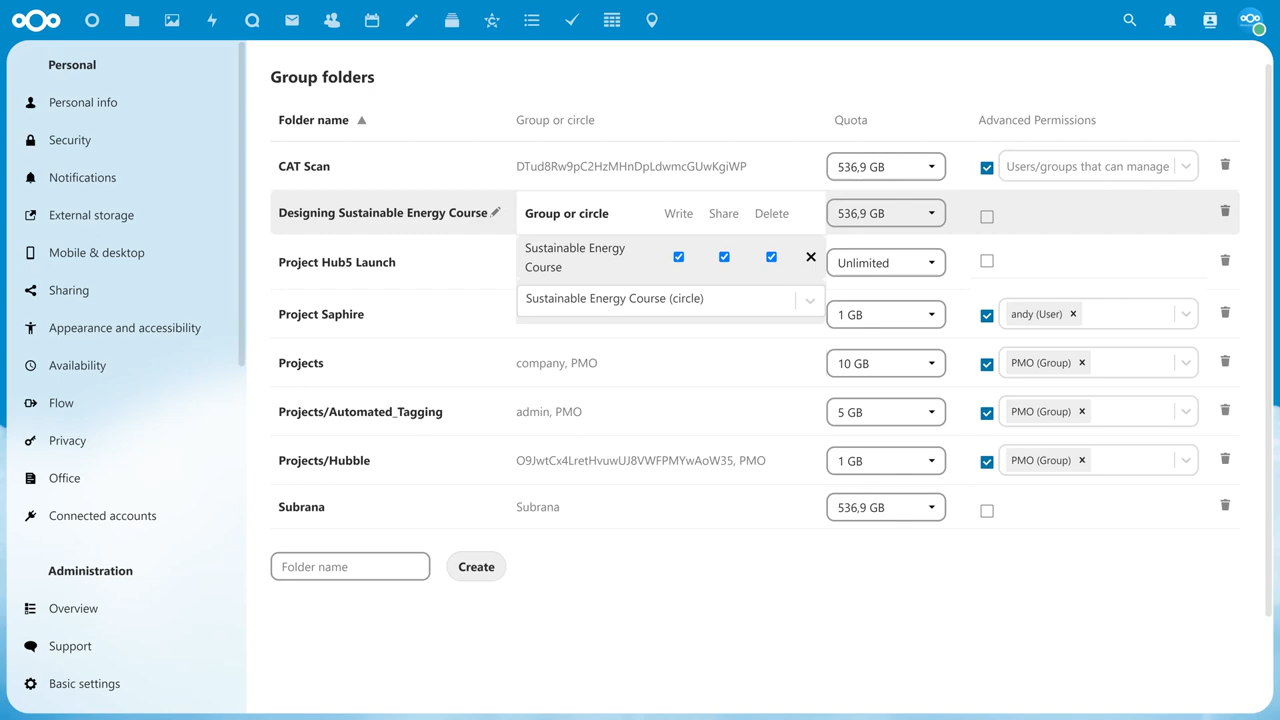 Personal
Personal info
Security
Notifications
External storage
Mobile & desktop
Sharing
Appearance and accessibility
Availability
Flow
Privacy
Office
Connected accounts
Administration
Overview
Support
Basic settings
Group folders
Folder name Group or circle Quota Advanced Permissions
CAT Scan DTud8Rw9pC2HzMHnDpLdwmcGUwKgiWP 536,9 GB Users/groups that can manage
Designing Sustainable Energy Course Group or circle Write Share Delete 536,9 GB
Sustainable Energy
Course
Project Hub5 Launch Unlimited
Sustainable Energy Course (circle)
Project Saphire 1 GB andy (User)
Projects company, PMO 10 GB PMO (Group)
Projects/Automated_Tagging admin, PMO 5 GB PMO (Group)
Projects/Hubble O9JwtCx4LretHvuwUJ8VWFPMYwAoW35, PMO 1 GB PMO (Group)
Subrana Subrana 536,9 GB
Folder name Create